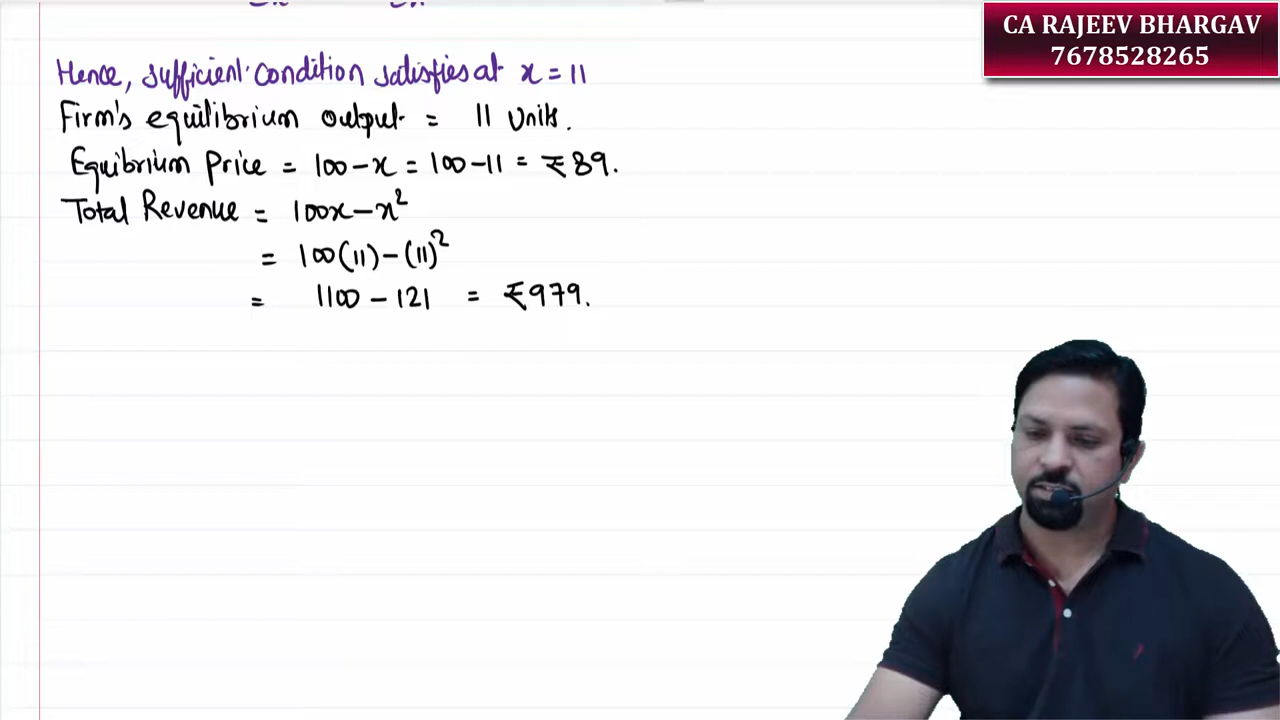 CA RAJEEV BHARGAV
7678528265
Hence, sufficient condition satisfies at x = 11
Firm's equilibrium output = 11 Units.
Equibrium Price = 100 - x = 100 - 11 = ₹89.
Total Revenue = 100x - x²
= 100(11) - (11)²
= 1100 - 121 = ₹979.